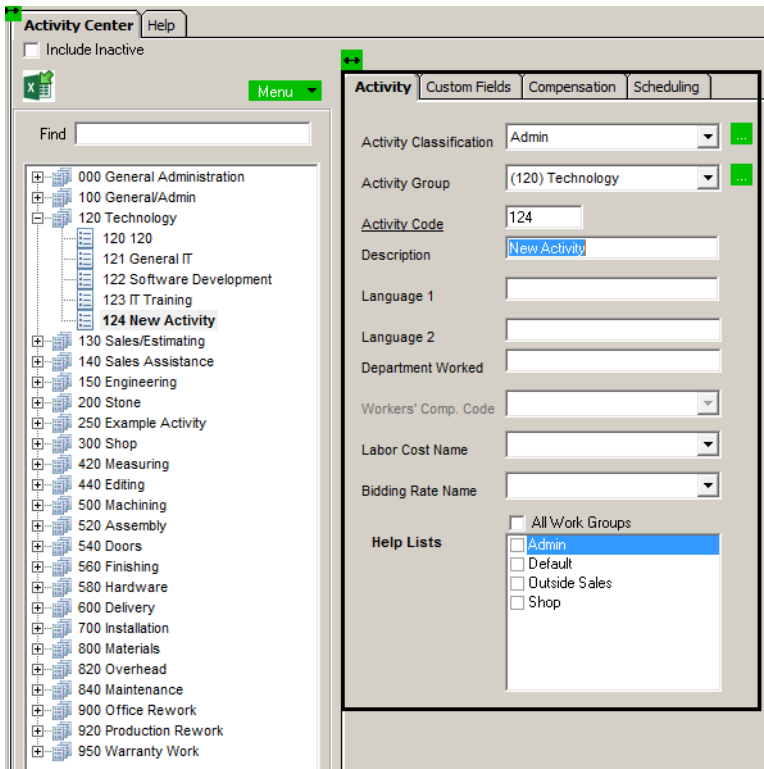 Activity Center Help
Include Inactive
Menu
Find
000 General Administration
100 General/Admin
120 Technology
120 120
121 General IT
122 Software Development
123 IT Training
124 New Activity
130 Sales/Estimating
140 Sales Assistance
150 Engineering
200 Stone
250 Example Activity
300 Shop
420 Measuring
440 Editing
500 Machining
520 Assembly
540 Doors
560 Finishing
580 Hardware
600 Delivery
700 Installation
800 Materials
820 Overhead
840 Maintenance
900 Office Rework
920 Production Rework
950 Warranty Work
Activity Custom Fields Compensation Scheduling
Activity Classification Admin ...
Activity Group (120) Technology ...
Activity Code 124
Description New Activity
Language 1
Language 2
Department Worked
Workers' Comp. Code
Labor Cost Name
Bidding Rate Name
All Work Groups
Help Lists Admin
Default
Outside Sales
Shop